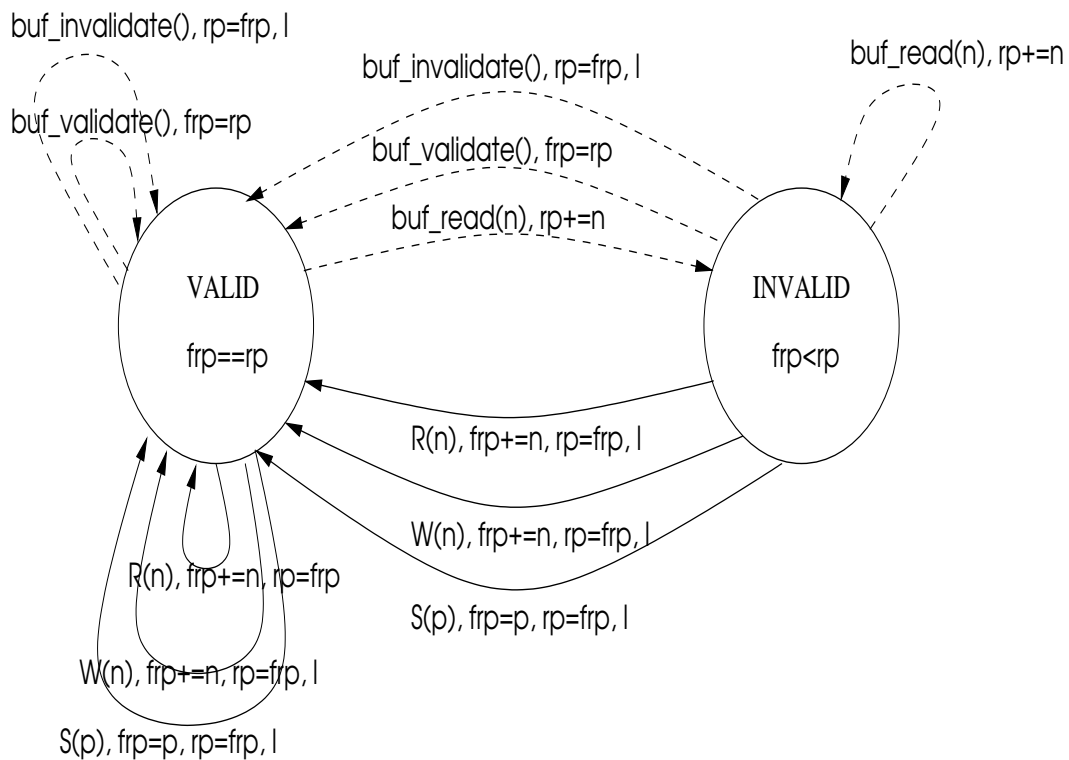 buf_invalidate(), rp=frp, I
buf_validate(), frp=rp
buf_invalidate(), rp=frp, I
buf_validate(), frp=rp
buf_read(n), rp+=n
buf_read(n), rp+=n
VALID
frp==rp
INVALID
frp<rp
R(n), frp+=n, rp=frp, I
W(n), frp+=n, rp=frp, I
S(p), frp=p, rp=frp, I
R(n), frp+=n, rp=frp
W(n), frp+=n, rp=frp, I
S(p), frp=p, rp=frp, I